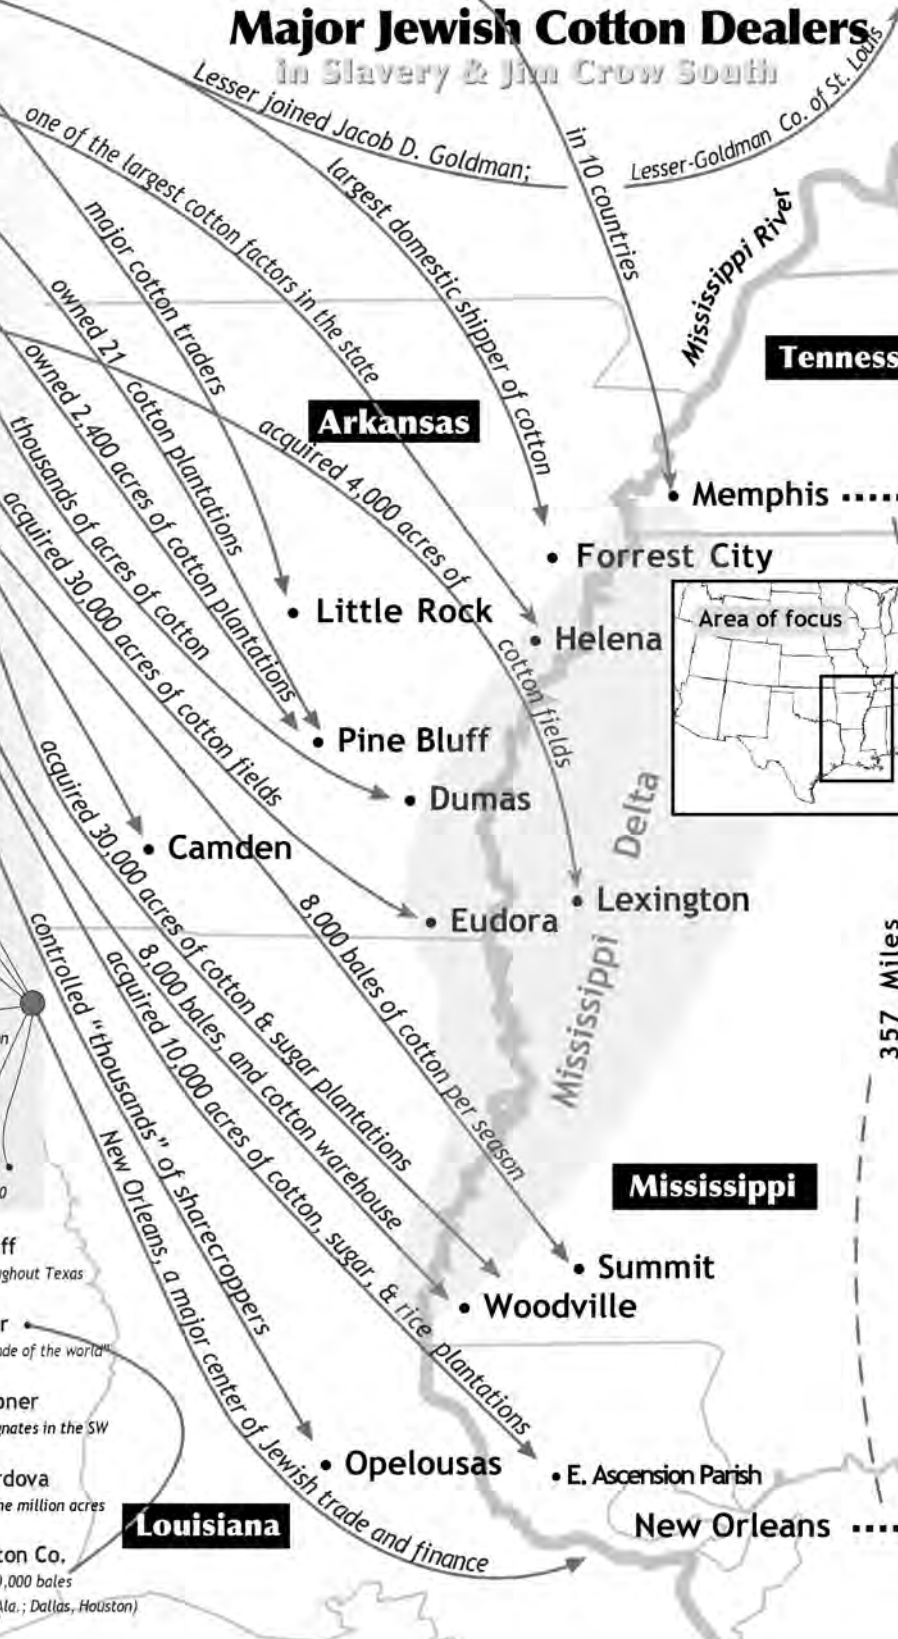 Major Jewish Cotton Dealers
in Slavery & Jim Crow South
Lesser joined Jacob D. Goldman;
Lesser-Goldman Co. of St. Louis
one of the largest cotton factors in the state
largest domestic shipper of cotton
in 10 countries
major cotton traders
Mississippi River
owned 21 cotton plantations
owned 2,400 acres of cotton plantations
Tenness
thousands of acres of cotton
Arkansas
acquired 4,000 acres of cotton fields
acquired 30,000 acres of cotton fields
Memphis
Forrest City
Little Rock
Helena
Area of focus
Pine Bluff
Dumas
Delta
Camden
acquired 30,000 acres of cotton & sugar plantations
Lexington
Eudora
8,000 bales of cotton per season
Mississippi
357 Miles
8,000 bales, and cotton warehouse
acquired 10,000 acres of cotton, sugar, & rice plantations
controlled "thousands" of sharecroppers
New Orleans, a major center of Jewish trade and finance
n
0
Mississippi
ff
ghout Texas
Summit
Woodville
r
de of the world"
oner
gnates in the SW
Opelousas
E. Ascension Parish
rdova
ne million acres
Louisiana
New Orleans
ton Co.
0,000 bales
Ala.; Dallas, Houston)